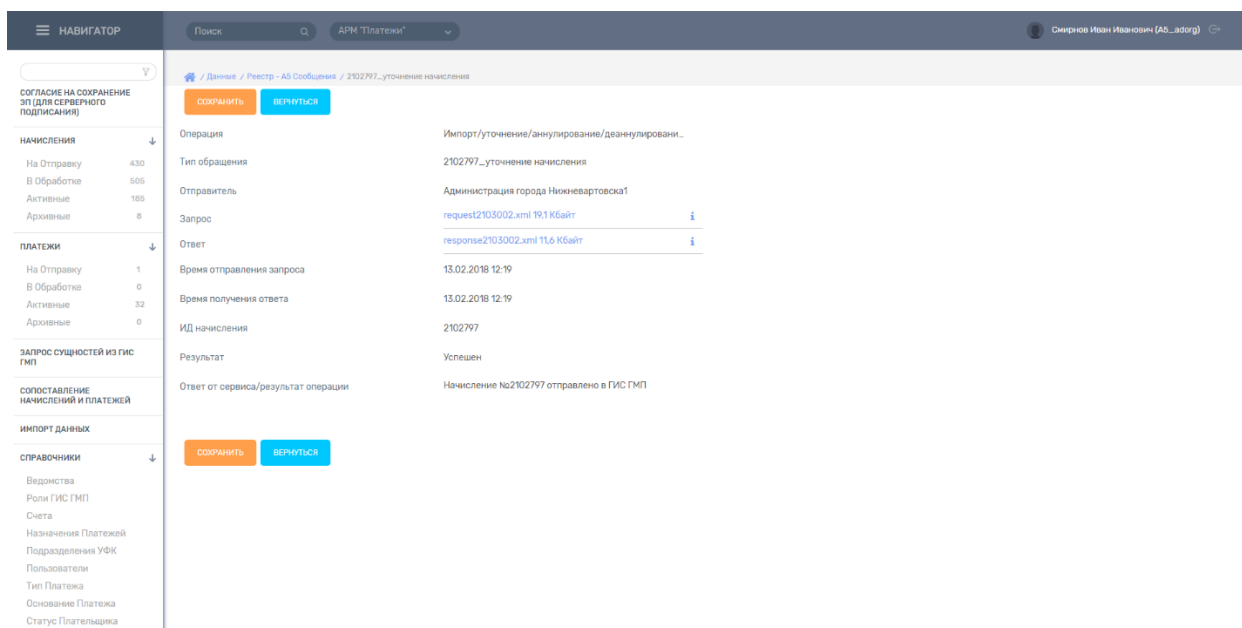 НАВИГАТОР
Поиск
АРМ "Платежи"
Смирнов Иван Иванович (A5_adorg)
/ Данные / Реестр - А5 Сообщения / 2102797_уточнение начисления
СОГЛАСИЕ НА СОХРАНЕНИЕ
ЭП (ДЛЯ СЕРВЕРНОГО
ПОДПИСАНИЯ)
НАЧИСЛЕНИЯ
На Отправку 430
В Обработке 505
Активные 185
Архивные 8
ПЛАТЕЖИ
На Отправку 1
В Обработке 0
Активные 32
Архивные 0
ЗАПРОС СУЩНОСТЕЙ ИЗ ГИС
ГМП
СОПОСТАВЛЕНИЕ
НАЧИСЛЕНИЙ И ПЛАТЕЖЕЙ
ИМПОРТ ДАННЫХ
СПРАВОЧНИКИ
Ведомства
Роли ГИС ГМП
Счета
Назначения Платежей
Подразделения УФК
Пользователи
Тип Платежа
Основание Платежа
Статус Плательщика
СОХРАНИТЬ ВЕРНУТЬСЯ
Операция Импорт/уточнение/аннулирование/деаннулировани...
Тип обращения 2102797_уточнение начисления
Отправитель Администрация города Нижневартовска1
Запрос request2103002.xml 19,1 Кбайт
Ответ response2103002.xml 11,6 Кбайт
Время отправления запроса 13.02.2018 12:19
Время получения ответа 13.02.2018 12:19
ИД начисления 2102797
Результат Успешен
Ответ от сервиса/результат операции Начисление №2102797 отправлено в ГИС ГМП
СОХРАНИТЬ ВЕРНУТЬСЯ